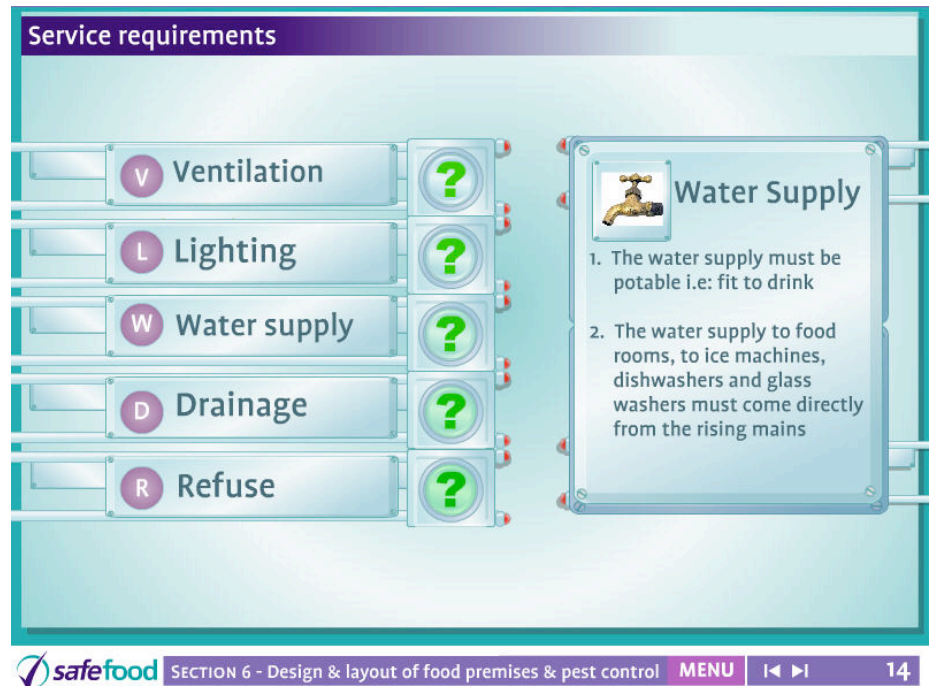 Service requirements
V Ventilation ?
L Lighting ?
W Water supply ?
D Drainage ?
R Refuse ?
Water Supply
1. The water supply must be
potable i.e: fit to drink
2. The water supply to food
rooms, to ice machines,
dishwashers and glass
washers must come directly
from the rising mains
safefood SECTION 6 - Design & layout of food premises & pest control MENU 14